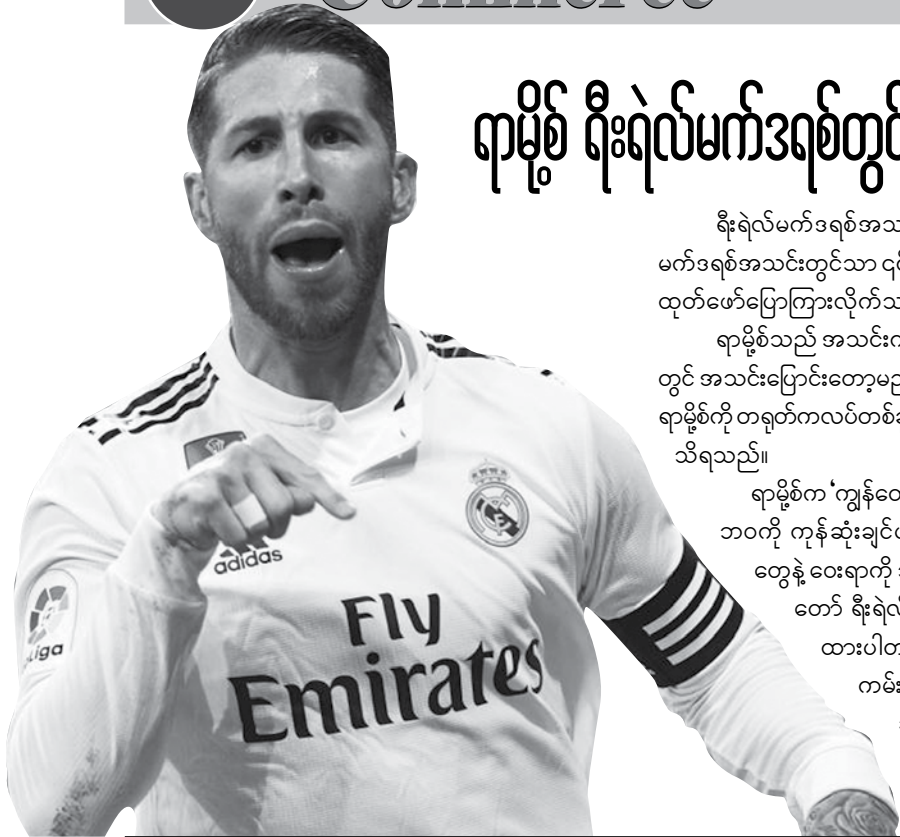 Commerce
ရာမို့စ် ရီးရဲလ်မက်ဒရစ်တွင်
ရီးရဲလ်မက်ဒရစ်အသ
မက်ဒရစ်အသင်းတွင်သာ
ထုတ်ဖော်ပြောကြားလိုက်သ
ရာမို့စ်သည် အသင်းက
တွင် အသင်းပြောင်းတော့မည
ရာမို့စ်ကို တရုတ်ကလပ်တစ်
သိရသည်။
ရာမို့စ်က ‘ကျွန်တေ
ဘဝကို ကုန်ဆုံးချင်
တွေနဲ့ ဝေးရာကို
တော် ရီးရဲလ်
ထားပါတ
ကမ်း
adidas
Fly
Emirates
Liga